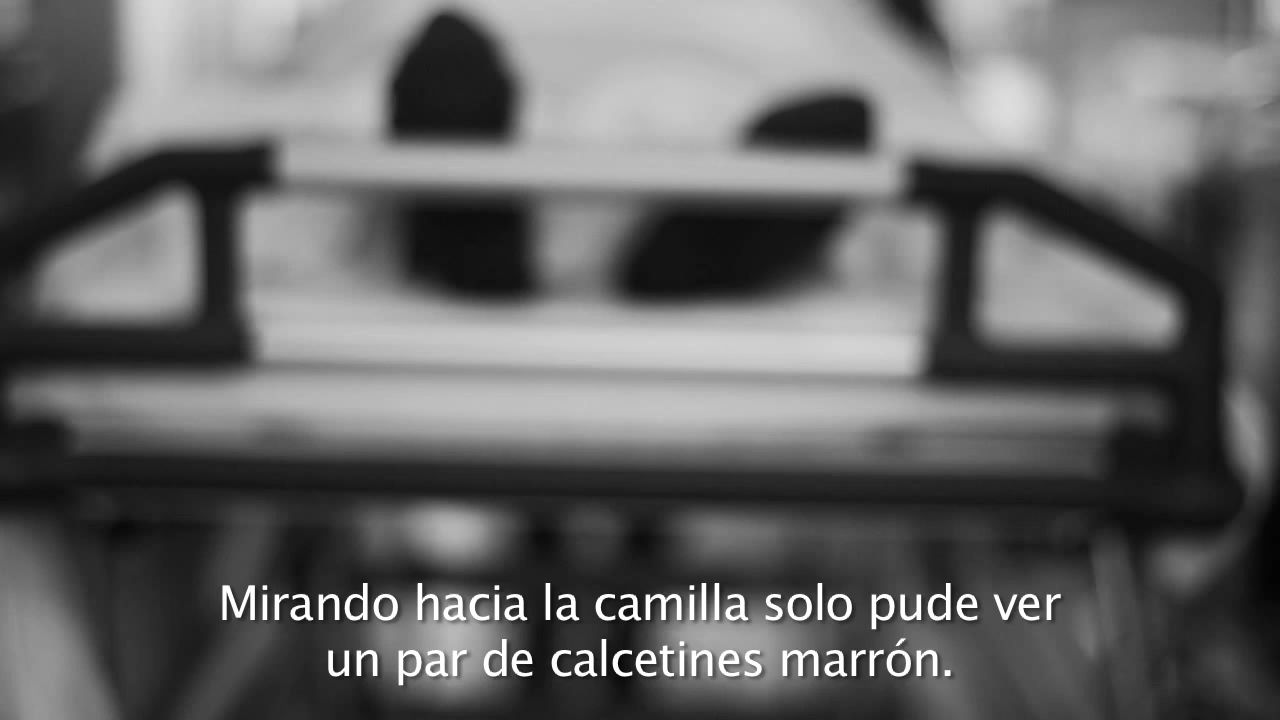 Mirando hacia la camilla solo pude ver
un par de calcetines marrón.